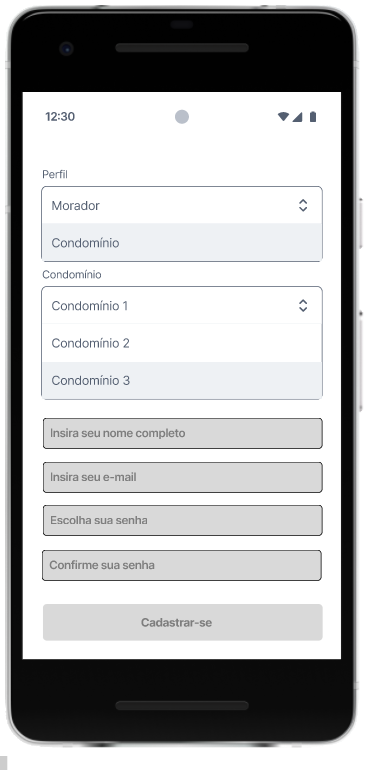 12:30
Perfil
Morador
Condomínio
Condomínio
Condomínio 1
Condomínio 2
Condomínio 3
Insira seu nome completo
Insira seu e-mail
Escolha sua senha
Confirme sua senha
Cadastrar-se